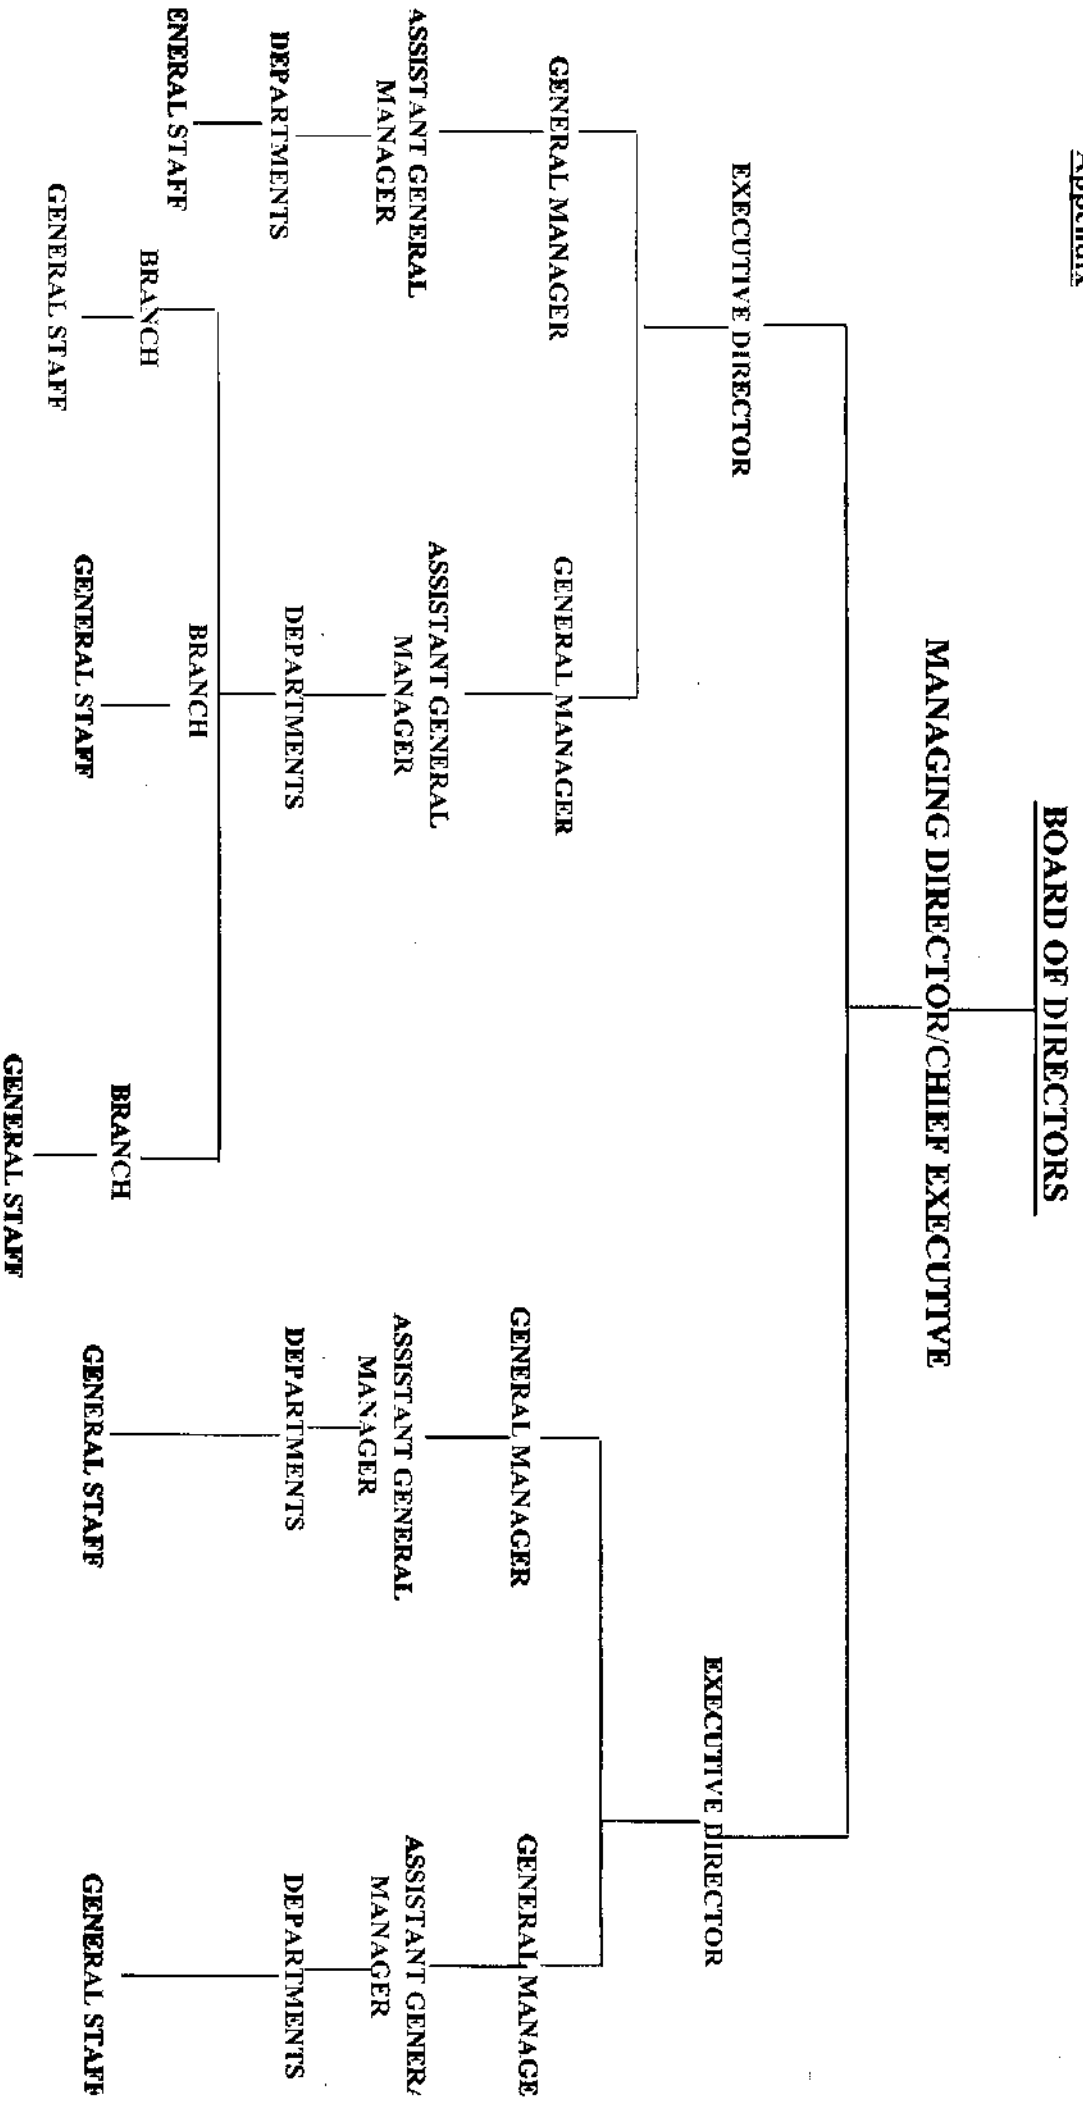 Appendix
BOARD OF DIRECTORS
MANAGING DIRECTOR/CHIEF EXECUTIVE
EXECUTIVE DIRECTOR
EXECUTIVE DIRECTOR
GENERAL MANAGER
GENERAL MANAGER
GENERAL MANAGER
GENERAL MANAGE
ASSISTANT GENERAL
MANAGER
ASSISTANT GENERAL
MANAGER
ASSISTANT GENERAL
MANAGER
ASSISTANT GENERA
MANAGER
DEPARTMENTS
DEPARTMENTS
DEPARTMENTS
DEPARTMENTS
ENERAL STAFF
BRANCH
BRANCH
BRANCH
GENERAL STAFF
GENERAL STAFF
GENERAL STAFF
GENERAL STAFF
GENERAL STAFF